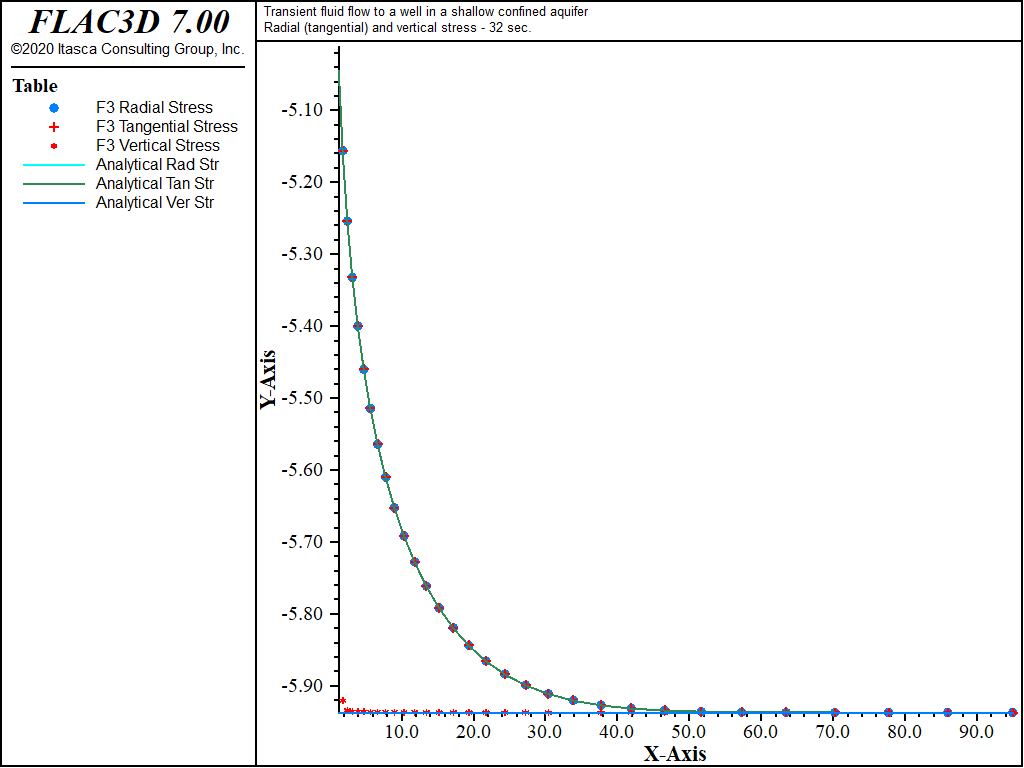 FLAC3D 7.00
©2020 Itasca Consulting Group, Inc.
Table
F3 Radial Stress
F3 Tangential Stress
F3 Vertical Stress
Analytical Rad Str
Analytical Tan Str
Analytical Ver Str
Transient fluid flow to a well in a shallow confined aquifer
Radial (tangential) and vertical stress - 32 sec.
Y-Axis
-5.10
-5.20
-5.30
-5.40
-5.50
-5.60
-5.70
-5.80
-5.90
10.0 20.0 30.0 40.0 50.0 60.0 70.0 80.0 90.0
X-Axis